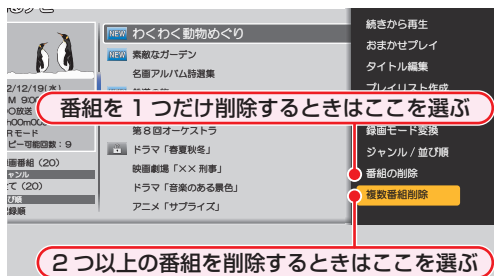 NEW わくわく動物めぐり
NEW 素敵なガーデン
名画アルバム詩選集
第8回オーケストラ
ドラマ「春夏秋冬」
映画劇場「××刑事」
ドラマ「音楽のある景色」
アニメ「サプライズ」
2/12/19(水)
Rモード
ピー可能回数:9
画番組(20)
ャンル
て(20)
び順
録順
続きから再生
おまかせプレイ
タイトル編集
プレイリスト作成
録画モード変換
ジャンル/並び順
番組の削除
複数番組削除
番組を1つだけ削除するときはここを選ぶ
2つ以上の番組を削除するときはここを選ぶ